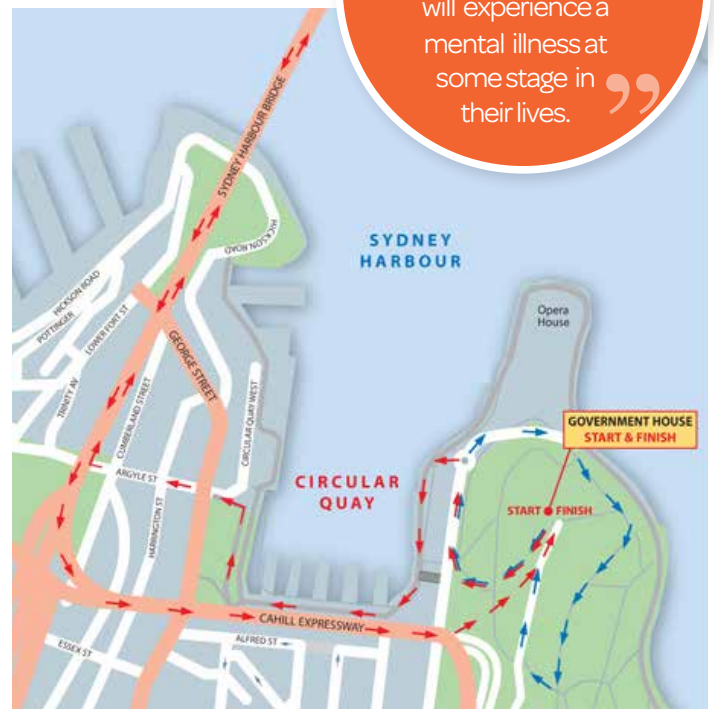 will experience a
mental illness at
some stage in
their lives.
”
SYDNEY HARBOUR BRIDGE
HICKSON ROAD
SYDNEY
HARBOUR
HICKSON ROAD
POTTINGER
LOWER FORT ST
TRINITY AV
CUMBERLAND STREET
GEORGE STREET
CIRCULAR QUAY WEST
Opera
House
GOVERNMENT HOUSE
START & FINISH
ARGYLE ST
HARRINGTON ST
CIRCULAR
QUAY
START FINISH
CAHILL EXPRESSWAY
ALFRED ST
ESSEX ST